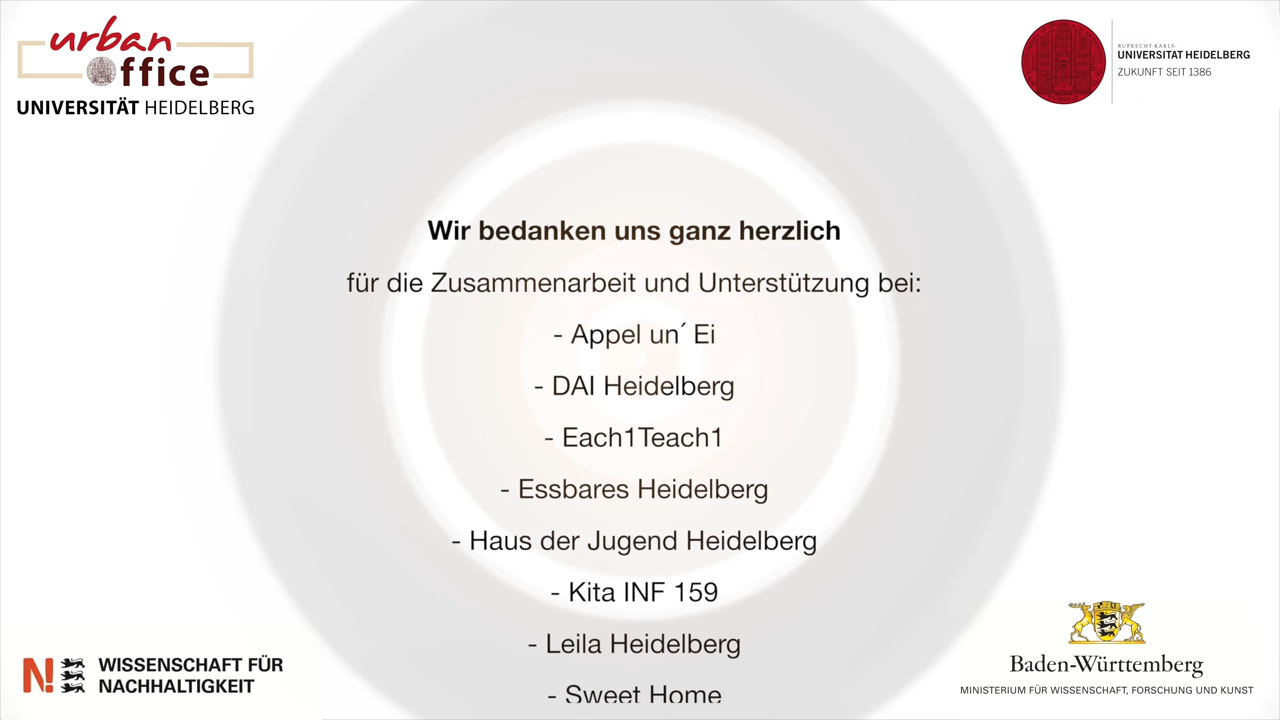 urban
office
UNIVERSITÄT HEIDELBERG
RUPRECHT-KARLS-
UNIVERSITÄT HEIDELBERG
ZUKUNFT SEIT 1386
Wir bedanken uns ganz herzlich
für die Zusammenarbeit und Unterstützung bei:
- Appel un´ Ei
- DAI Heidelberg
- Each1Teach1
- Essbares Heidelberg
- Haus der Jugend Heidelberg
- Kita INF 159
- Leila Heidelberg
- Sweet Home
N!
WISSENSCHAFT FÜR
NACHHALTIGKEIT
Baden-Württemberg
MINISTERIUM FÜR WISSENSCHAFT, FORSCHUNG UND KUNST